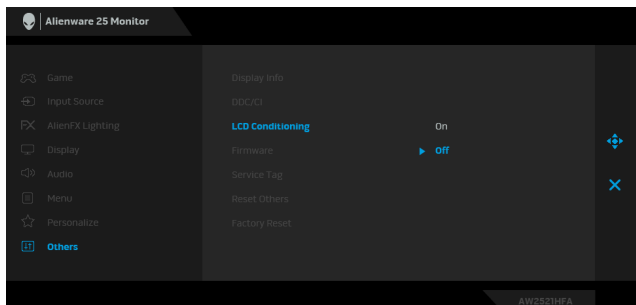 Alienware 25 Monitor
Game
Input Source
AlienFX Lighting
Display
Audio
Menu
Personalize
Others
Display Info
DDC/CI
LCD Conditioning On
Firmware Off
Service Tag
Reset Others
Factory Reset
AW2521HFA